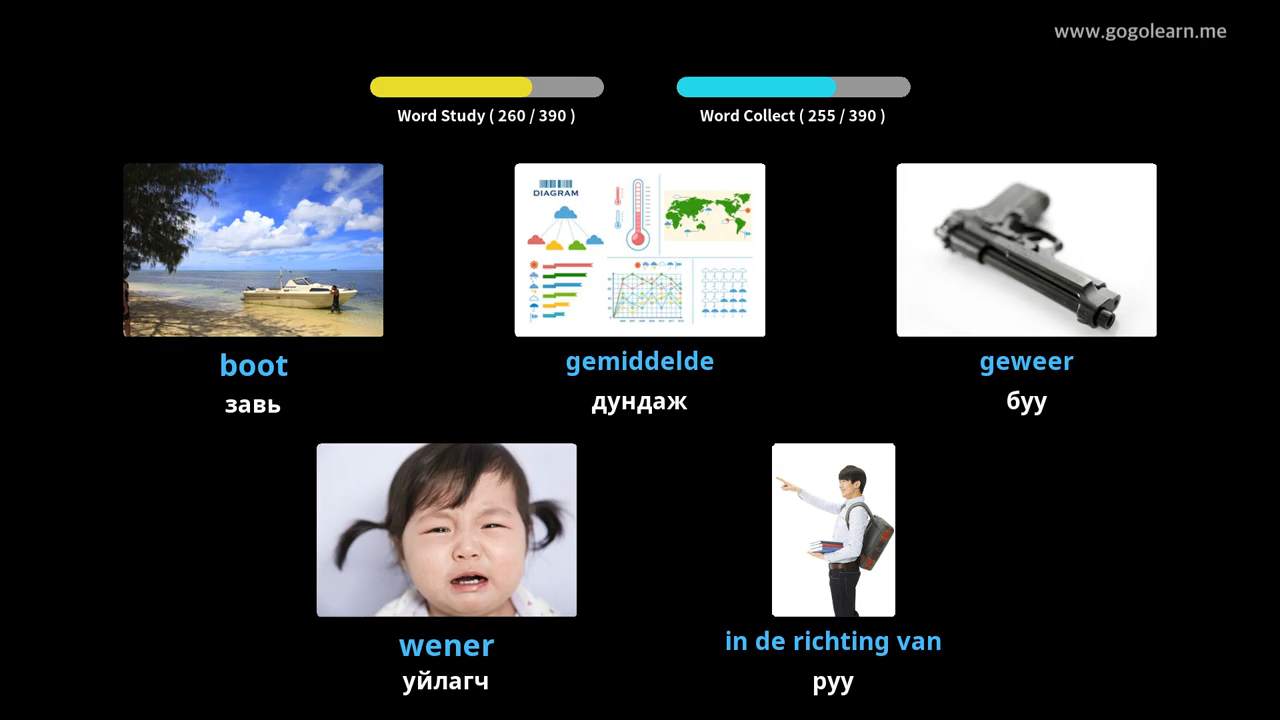 www.gogolearn.me
Word Study ( 260 / 390 )
Word Collect ( 255 / 390 )
DIAGRAM
boot
gemiddelde
geweer
завь
дундаж
буу
wener
in de richting van
уйлагч
руу